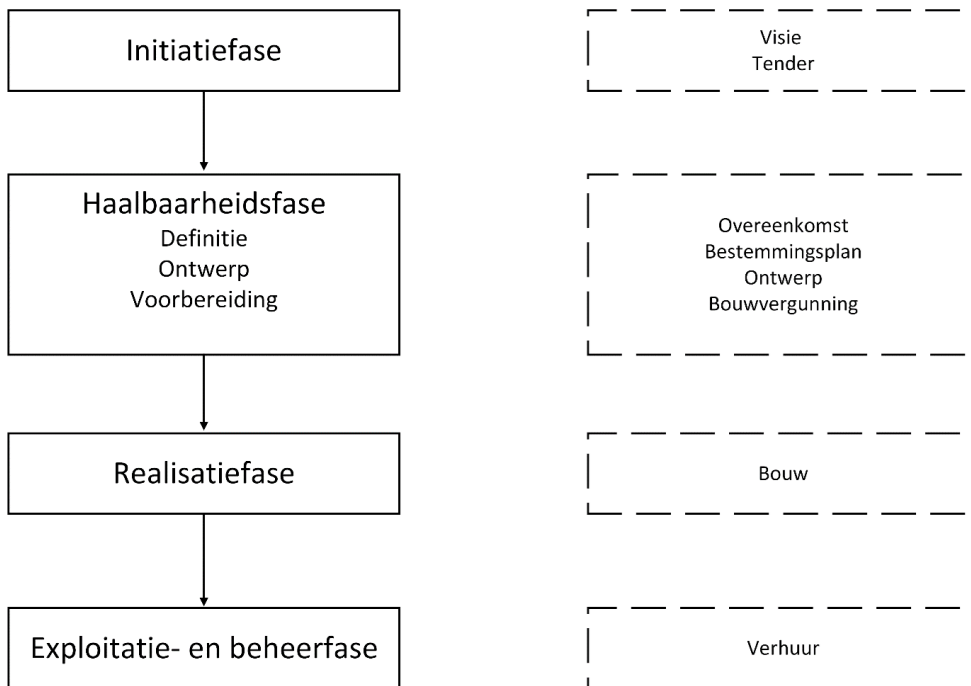 Initiatiefase
Visie
Tender
Haalbaarheidsfase
Definitie
Ontwerp
Voorbereiding
Overeenkomst
Bestemmingsplan
Ontwerp
Bouwvergunning
Realisatiefase
Bouw
Exploitatie- en beheerfase
Verhuur